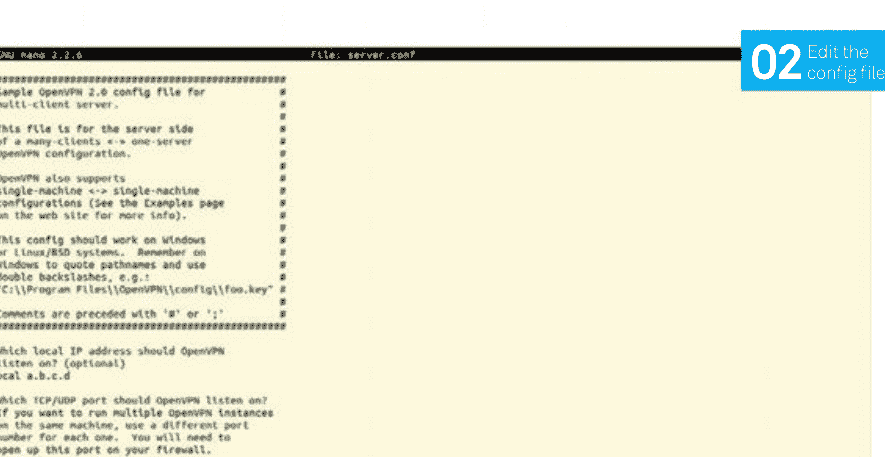 GNU nano 2.2.6 File: server.conf
02 Edit the
config file
#################################################
Sample OpenVPN 2.0 config file for #
multi-client server. #
#
This file is for the server side #
of a many-clients <-> one-server #
OpenVPN configuration. #
#
OpenVPN also supports #
single-machine <-> single-machine #
configurations (See the Examples page #
on the web site for more info). #
#
This config should work on Windows #
or Linux/BSD systems. Remember on #
Windows to quote pathnames and use #
double backslashes, e.g.: #
"C:\\Program Files\\OpenVPN\\config\\foo.key" #
#
Comments are preceded with '#' or ';' #
#################################################
Which local IP address should OpenVPN
listen on? (optional)
local a.b.c.d
Which TCP/UDP port should OpenVPN listen on?
If you want to run multiple OpenVPN instances
on the same machine, use a different port
number for each one. You will need to
open up this port on your firewall.